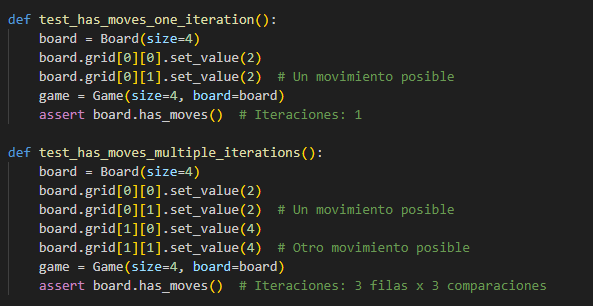 def test_has_moves_one_iteration():
    board = Board(size=4)
    board.grid[0][0].set_value(2)
    board.grid[0][1].set_value(2)  # Un movimiento posible
    game = Game(size=4, board=board)
    assert board.has_moves()  # Iteraciones: 1

def test_has_moves_multiple_iterations():
    board = Board(size=4)
    board.grid[0][0].set_value(2)
    board.grid[0][1].set_value(2)  # Un movimiento posible
    board.grid[1][0].set_value(4)
    board.grid[1][1].set_value(4)  # Otro movimiento posible
    game = Game(size=4, board=board)
    assert board.has_moves()  # Iteraciones: 3 filas x 3 comparaciones